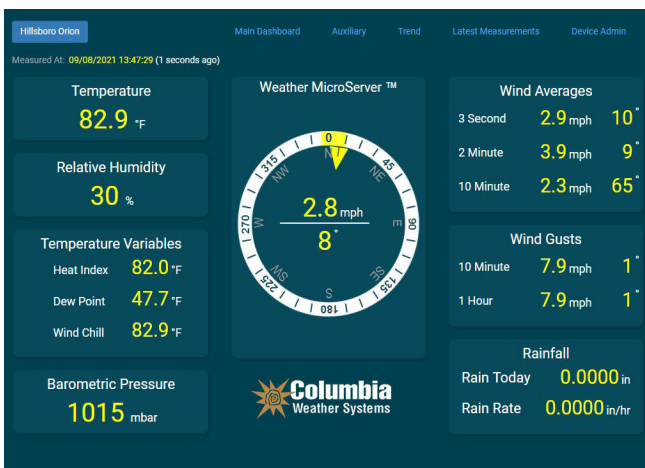 Hillsboro Orion
Main Dashboard Auxiliary Trend Latest Measurements Device Admin
Measured At: 09/08/2021 13:47:29 (1 seconds ago)
Temperature
82.9 °F
Relative Humidity
30 %
Temperature Variables
Heat Index 82.0 °F
Dew Point 47.7 °F
Wind Chill 82.9 °F
Barometric Pressure
1015 mbar
Weather MicroServer ™
0
45
90
135
180
225
270
315
N
NE
E
SE
S
SW
W
NW
2.8 mph
8°
Columbia
Weather Systems
Wind Averages
3 Second 2.9 mph 10°
2 Minute 3.9 mph 9°
10 Minute 2.3 mph 65°
Wind Gusts
10 Minute 7.9 mph 1°
1 Hour 7.9 mph 1°
Rainfall
Rain Today 0.0000 in
Rain Rate 0.0000 in/hr